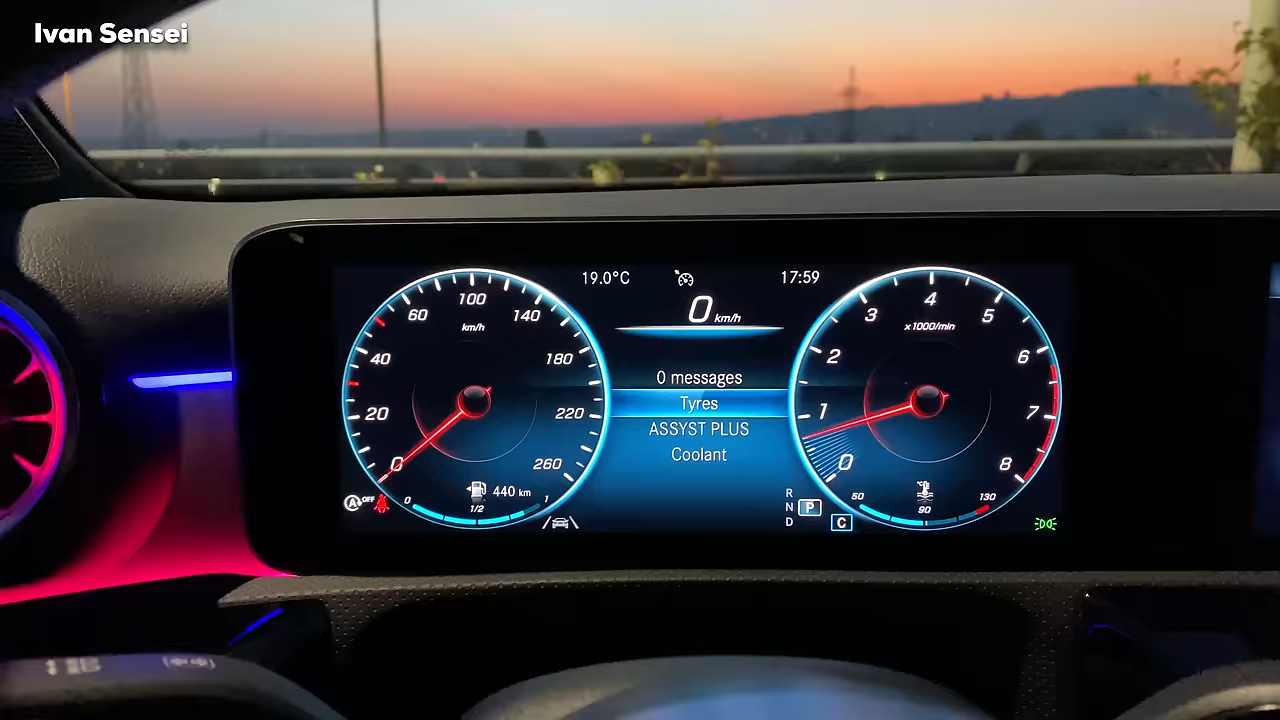 Ivan Sensei
19.0°C
17:59
0 km/h
0 messages
Tyres
ASSYST PLUS
Coolant
0
20
40
60
100
140
180
220
260
km/h
440 km
0
1/2
1
A OFF
0
1
2
3
4
5
6
7
8
x1000/min
50
90
130
R
N P
D
C